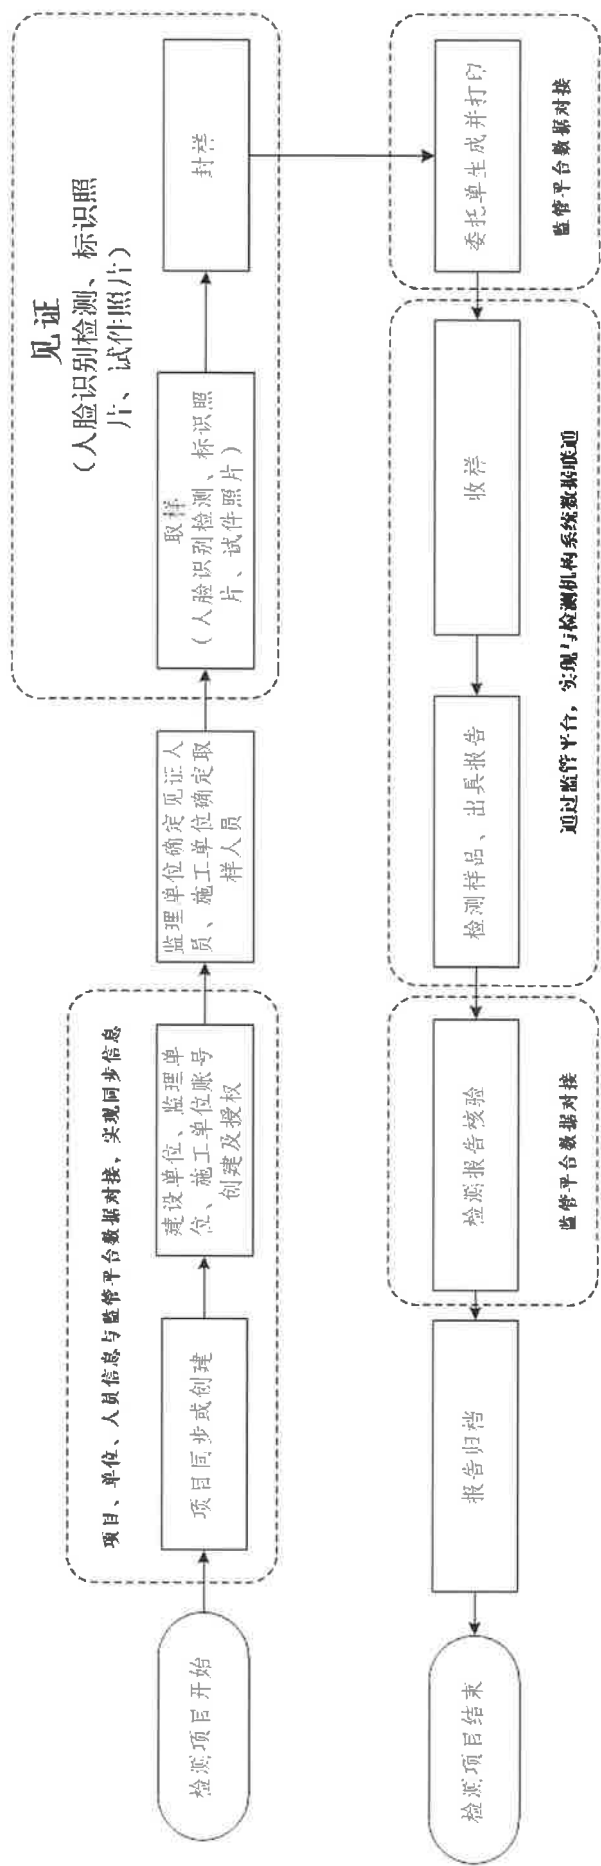 检测项目开始
项目、单位、人员信息与监管平台数据对接，实现同步信息
项目同步或创建
建设单位、监理单
位、施工单位账号
创建及授权
监理单位确定见证人
员、施工单位确定取
样人员
见证
（人脸识别检测、标识照
片、试件照片）
取样
（人脸识别检测、标识照
片、试件照片）
封样
委托单生成并打印
监管平台数据对接
收样
检测样品、出具报告
通过监管平台，实现与检测机构系统数据联通
检测报告核验
监管平台数据对接
报告归档
检测项目结束